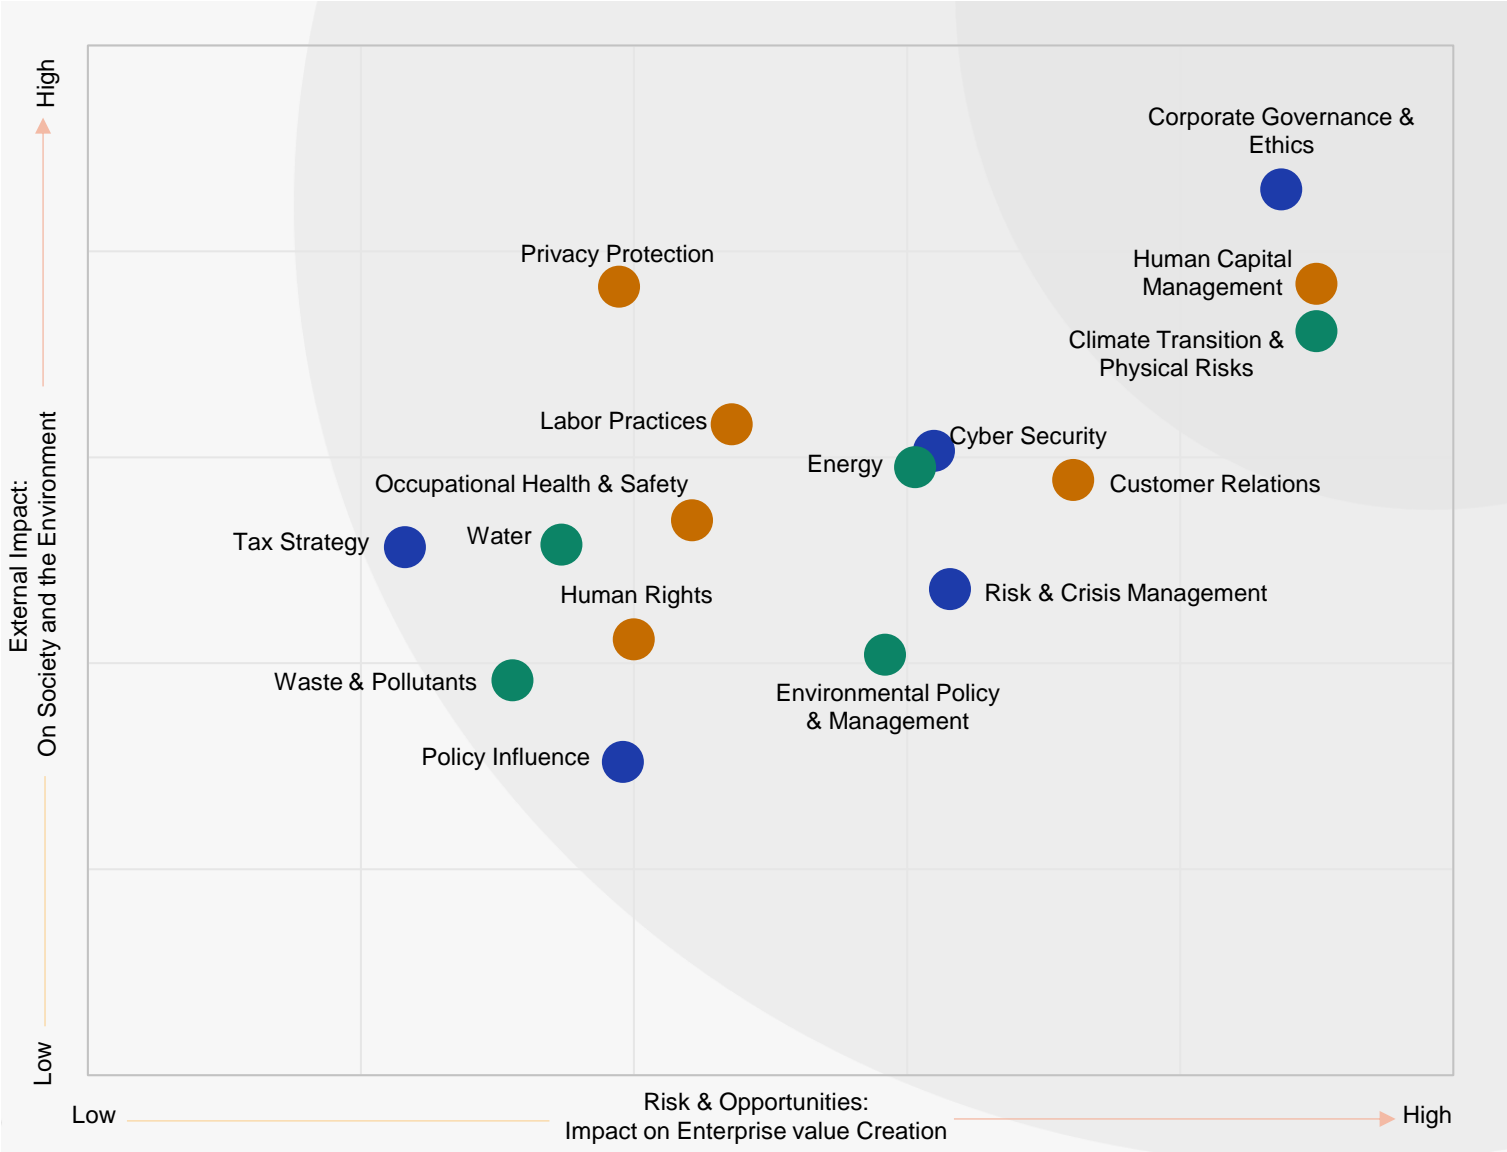 High
External Impact:
On Society and the Environment
Low
Corporate Governance &
Ethics
Privacy Protection
Human Capital
Management
Climate Transition &
Physical Risks
Labor Practices
Cyber Security
Energy
Customer Relations
Occupational Health & Safety
Water
Tax Strategy
Human Rights
Risk & Crisis Management
Waste & Pollutants
Environmental Policy
& Management
Policy Influence
Low
Risk & Opportunities:
Impact on Enterprise value Creation
High